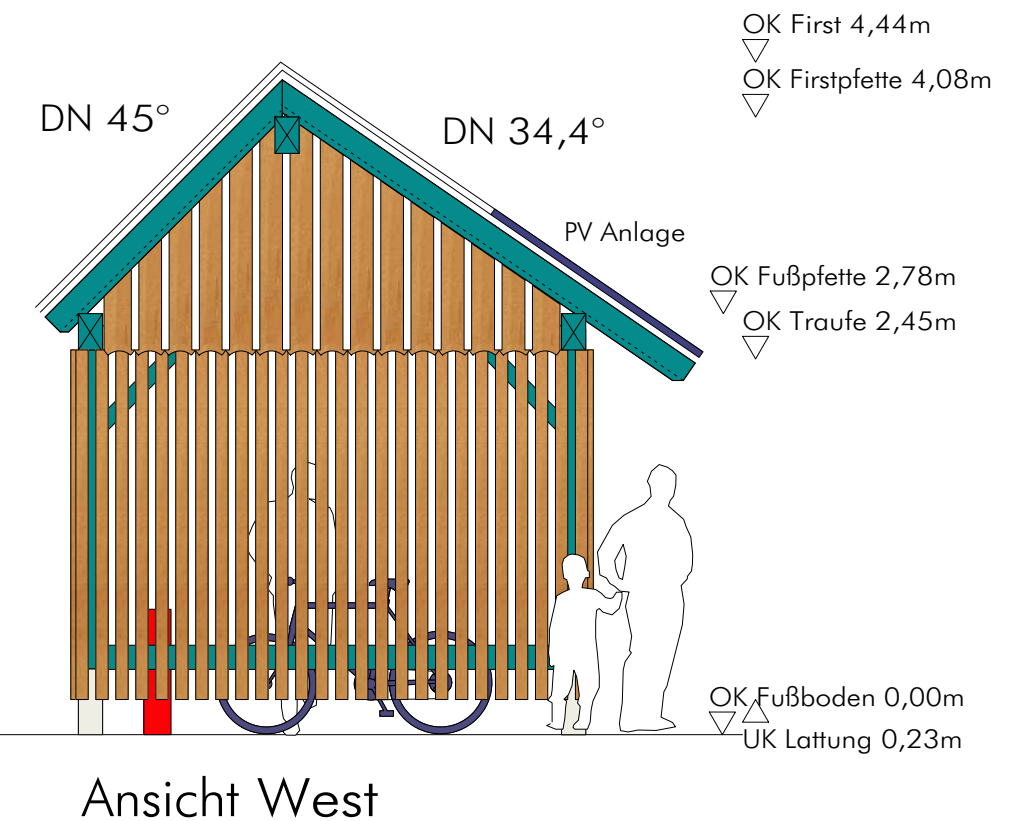 OK First 4,44m
OK Firstpfette 4,08m
DN 45°
DN 34,4°
PV Anlage
OK Fußpfette 2,78m
OK Traufe 2,45m
OK Fußboden 0,00m
UK Lattung 0,23m
Ansicht West